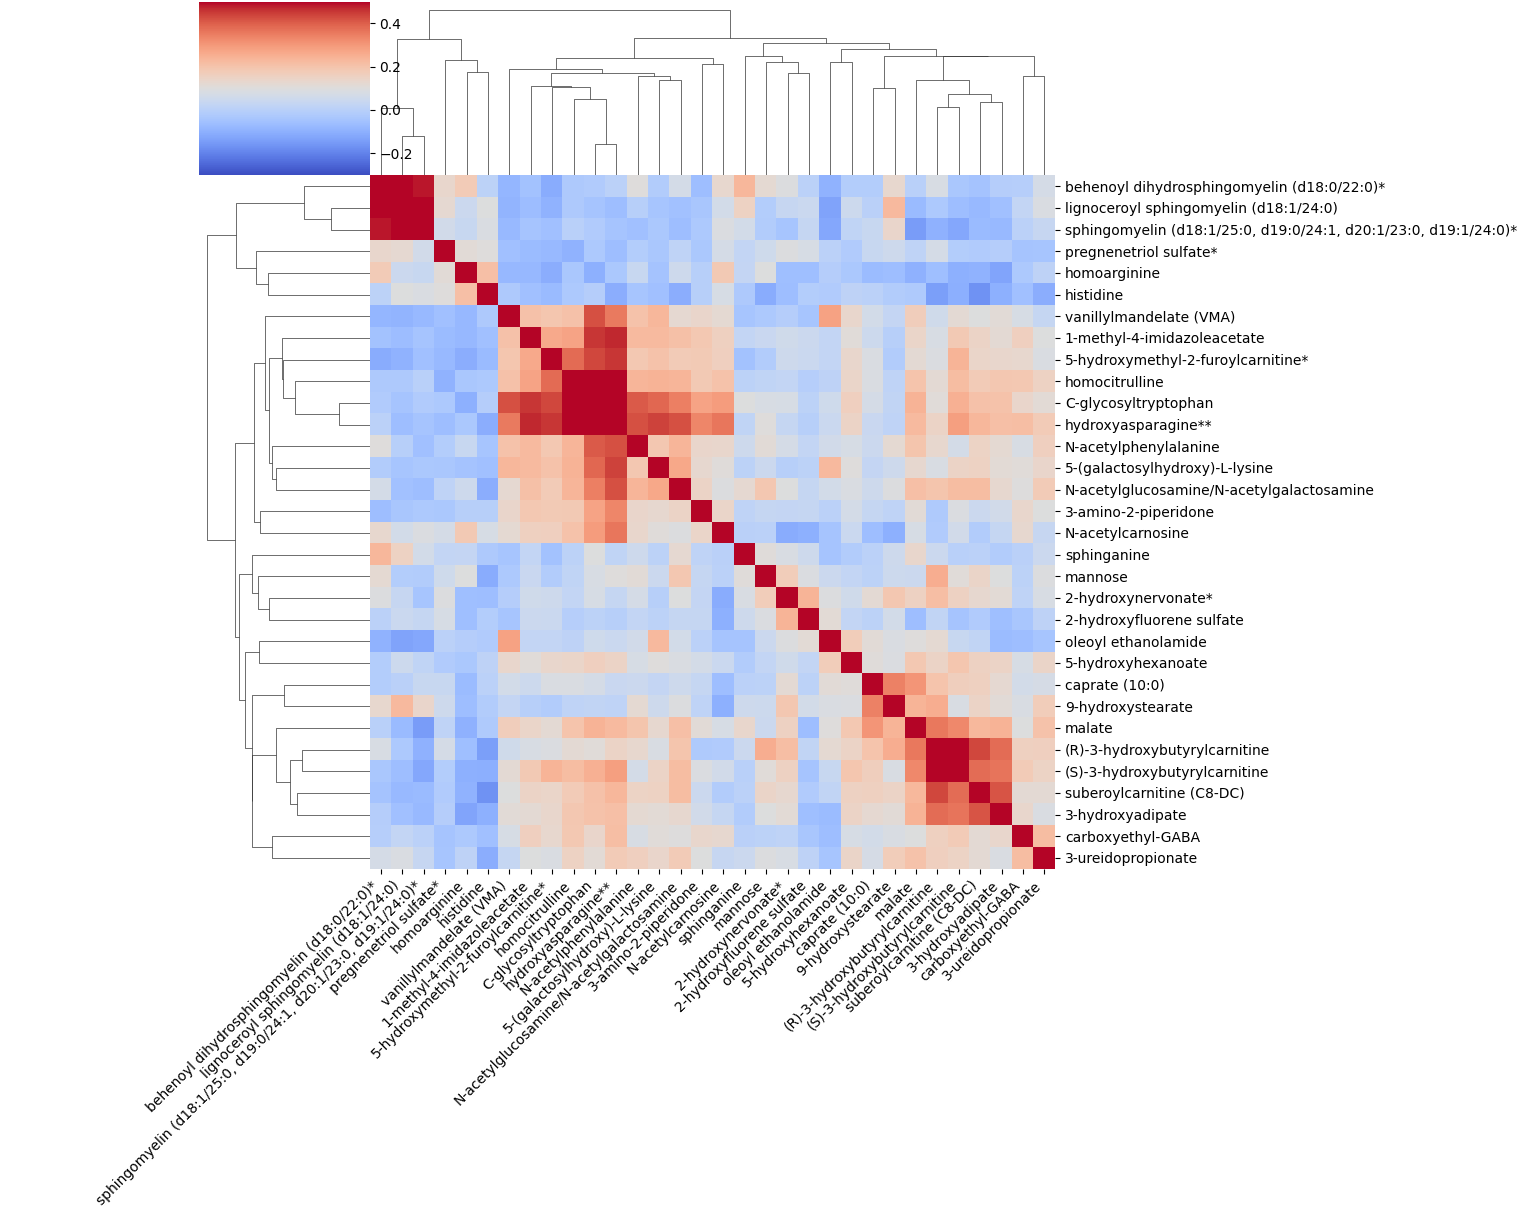 0.4
0.2
0.0
−0.2
behenoyl dihydrosphingomyelin (d18:0/22:0)*
lignoceroyl sphingomyelin (d18:1/24:0)
sphingomyelin (d18:1/25:0, d19:0/24:1, d20:1/23:0, d19:1/24:0)*
pregnenetriol sulfate*
homoarginine
histidine
vanillylmandelate (VMA)
1-methyl-4-imidazoleacetate
5-hydroxymethyl-2-furoylcarnitine*
homocitrulline
C-glycosyltryptophan
hydroxyasparagine**
N-acetylphenylalanine
5-(galactosylhydroxy)-L-lysine
N-acetylglucosamine/N-acetylgalactosamine
3-amino-2-piperidone
N-acetylcarnosine
sphinganine
mannose
2-hydroxynervonate*
2-hydroxyfluorene sulfate
oleoyl ethanolamide
5-hydroxyhexanoate
caprate (10:0)
9-hydroxystearate
malate
(R)-3-hydroxybutyrylcarnitine
(S)-3-hydroxybutyrylcarnitine
suberoylcarnitine (C8-DC)
3-hydroxyadipate
carboxyethyl-GABA
3-ureidopropionate
behenoyl dihydrosphingomyelin (d18:0/22:0)*
lignoceroyl sphingomyelin (d18:1/24:0)
sphingomyelin (d18:1/25:0, d19:0/24:1, d20:1/23:0, d19:1/24:0)*
pregnenetriol sulfate*
homoarginine
histidine
vanillylmandelate (VMA)
1-methyl-4-imidazoleacetate
5-hydroxymethyl-2-furoylcarnitine*
homocitrulline
C-glycosyltryptophan
hydroxyasparagine**
N-acetylphenylalanine
5-(galactosylhydroxy)-L-lysine
N-acetylglucosamine/N-acetylgalactosamine
3-amino-2-piperidone
N-acetylcarnosine
sphinganine
mannose
2-hydroxynervonate*
2-hydroxyfluorene sulfate
oleoyl ethanolamide
5-hydroxyhexanoate
caprate (10:0)
9-hydroxystearate
malate
(R)-3-hydroxybutyrylcarnitine
(S)-3-hydroxybutyrylcarnitine
suberoylcarnitine (C8-DC)
3-hydroxyadipate
carboxyethyl-GABA
3-ureidopropionate